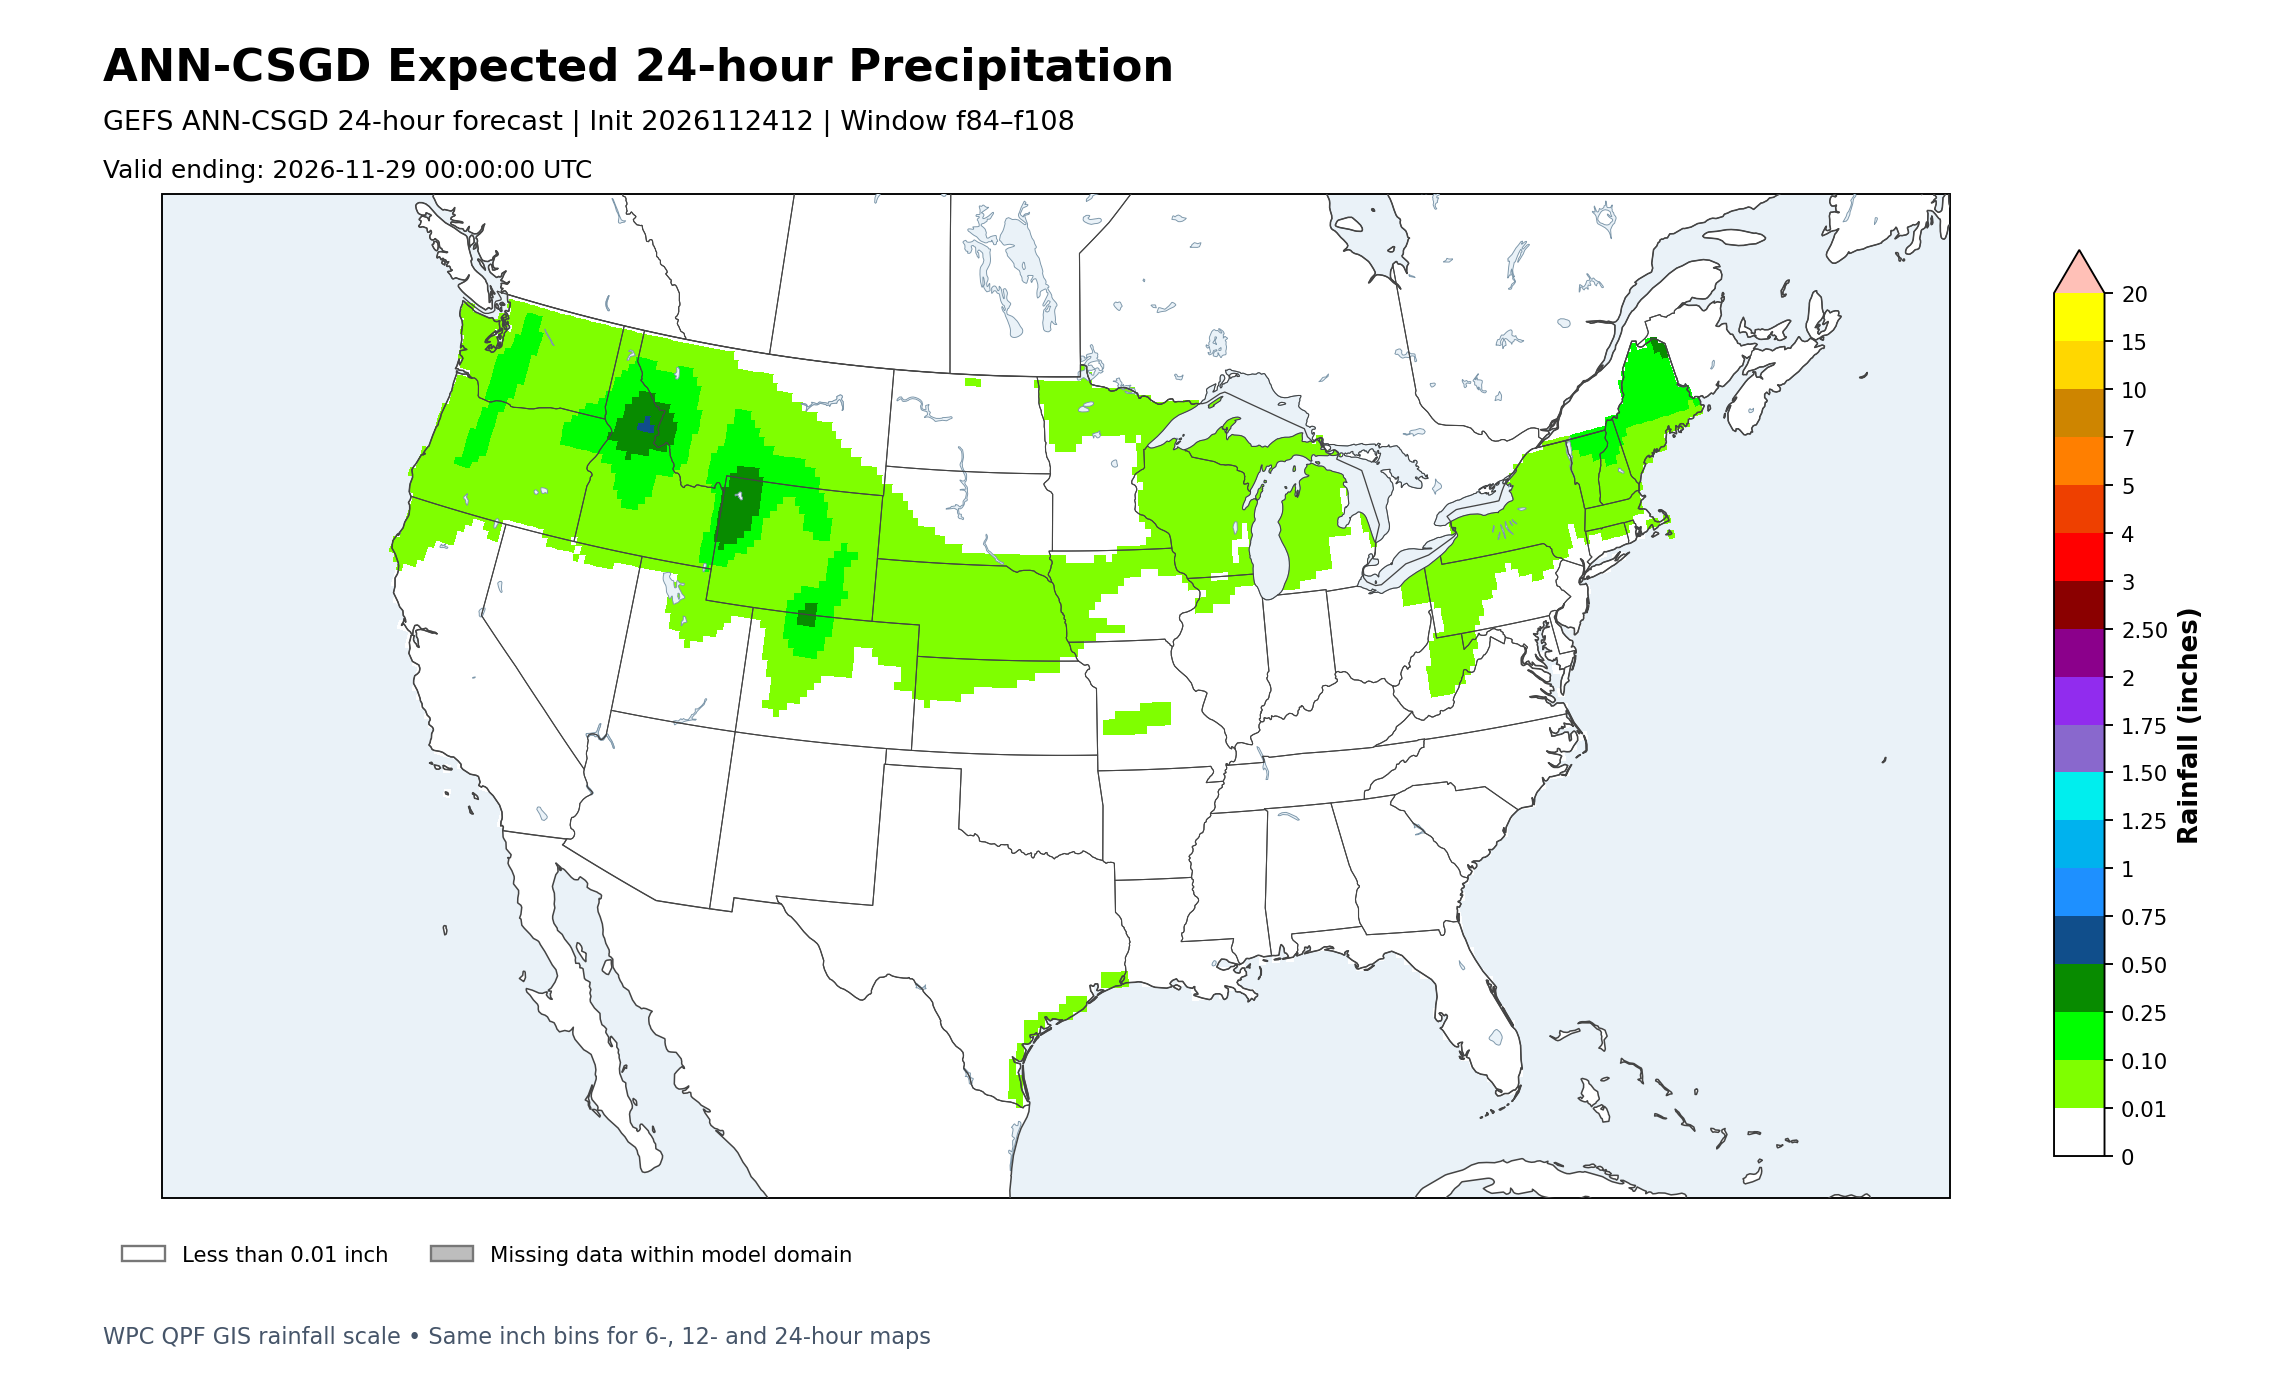 ANN-CSGD Expected 24-hour Precipitation
GEFS ANN-CSGD 24-hour forecast | Init 2026112412 | Window f84–f108
Valid ending: 2026-11-29 00:00:00 UTC
20
15
10
7
5
4
3
2.50
2
1.75
1.50
1.25
1
0.75
0.50
0.25
0.10
0.01
0
Rainfall (inches)
Less than 0.01 inch
Missing data within model domain
WPC QPF GIS rainfall scale • Same inch bins for 6-, 12- and 24-hour maps